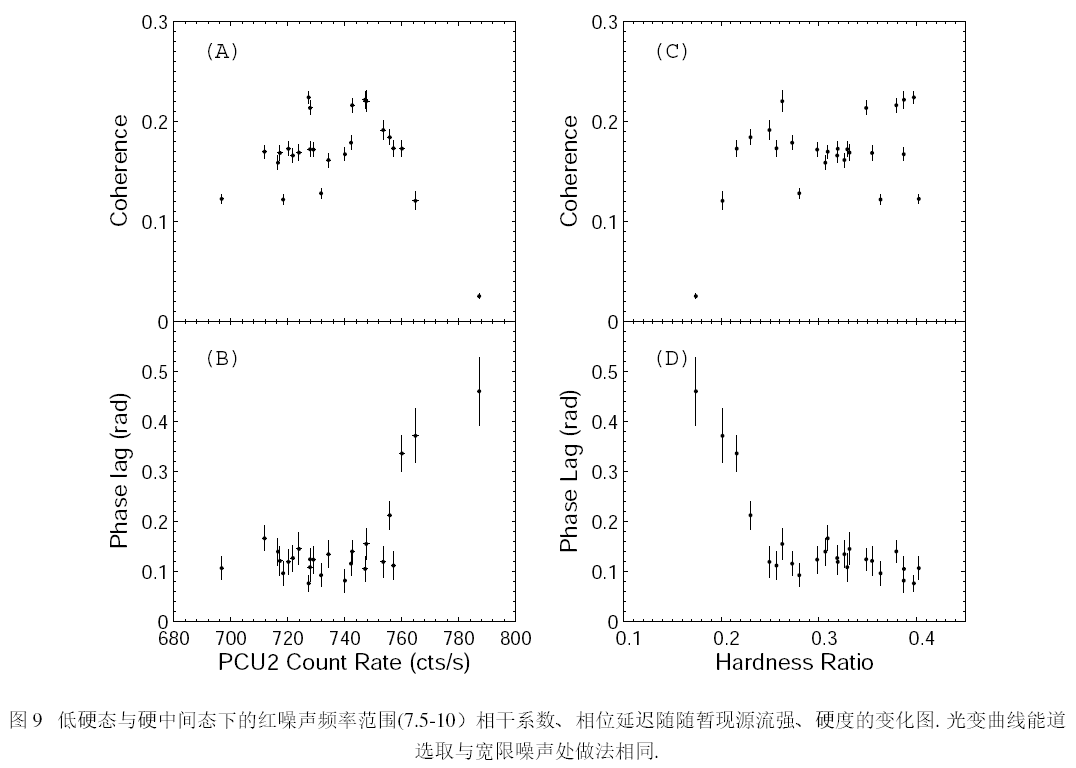 0.3
(A)
(C)
0.3
0.2
0.2
Coherence
Coherence
0.1
0.1
0
0
(B)
(D)
0.5
0.5
0.4
0.4
0.3
0.3
Phase lag (rad)
Phase Lag (rad)
0.2
0.2
0.1
0.1
0
0
680 700 720 740 760 780 800
0.1 0.2 0.3 0.4
PCU2 Count Rate (cts/s)
Hardness Ratio
图 9 低硬态与硬中间态下的红噪声频率范围(7.5-10）相干系数、相位延迟随随暂现源流强、硬度的变化图. 光变曲线能道
选取与宽限噪声处做法相同.